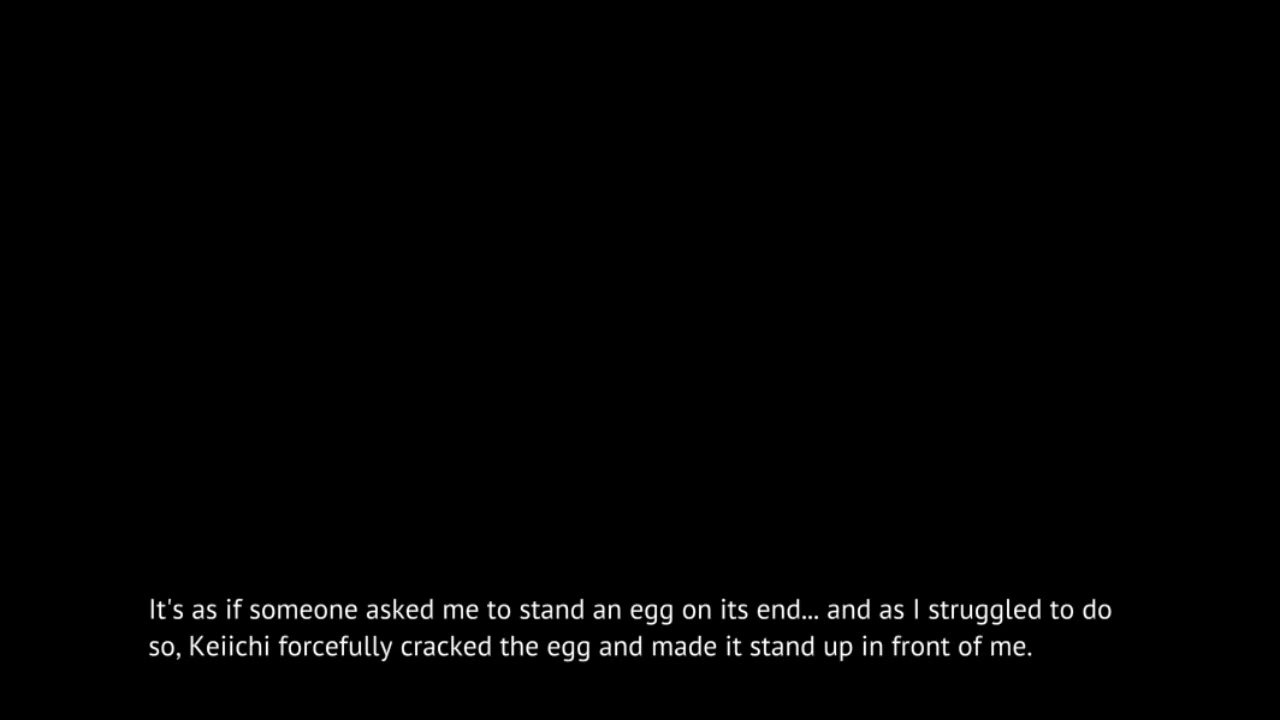 It's as if someone asked me to stand an egg on its end... and as I struggled to do
so, Keiichi forcefully cracked the egg and made it stand up in front of me.